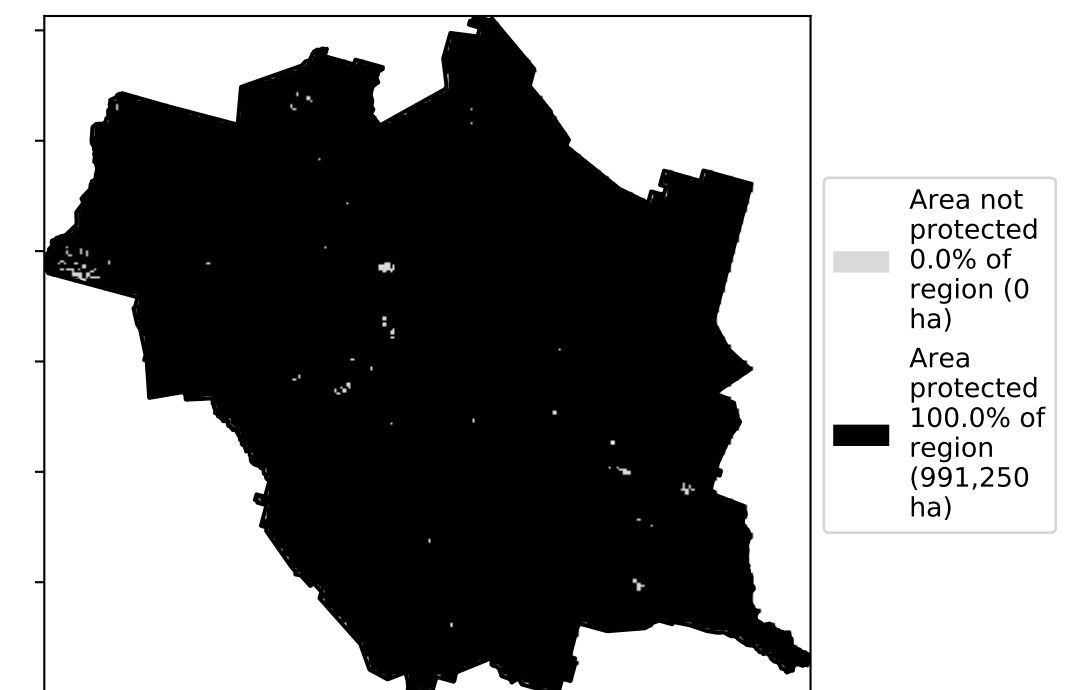 Area not
protected
0.0% of
region (0
ha)
Area
protected
100.0% of
region
(991,250
ha)